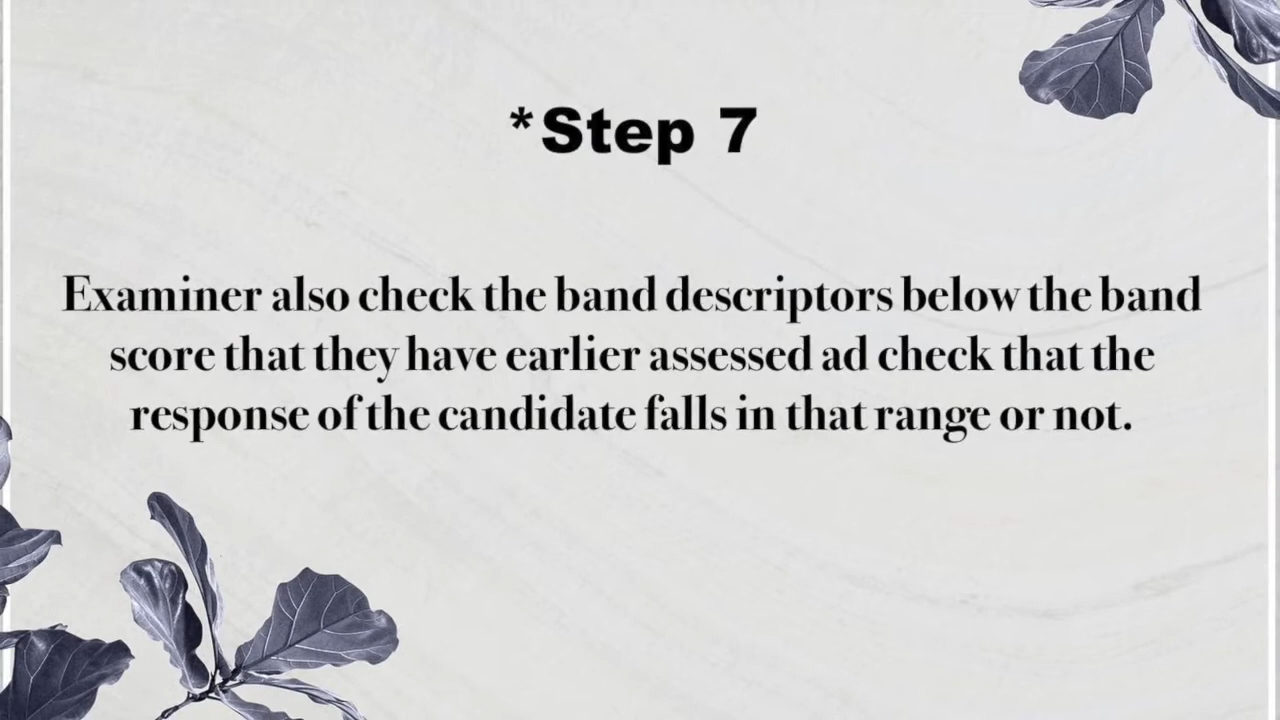 *Step 7
Examiner also check the band descriptors below the band
score that they have earlier assessed ad check that the
response of the candidate falls in that range or not.